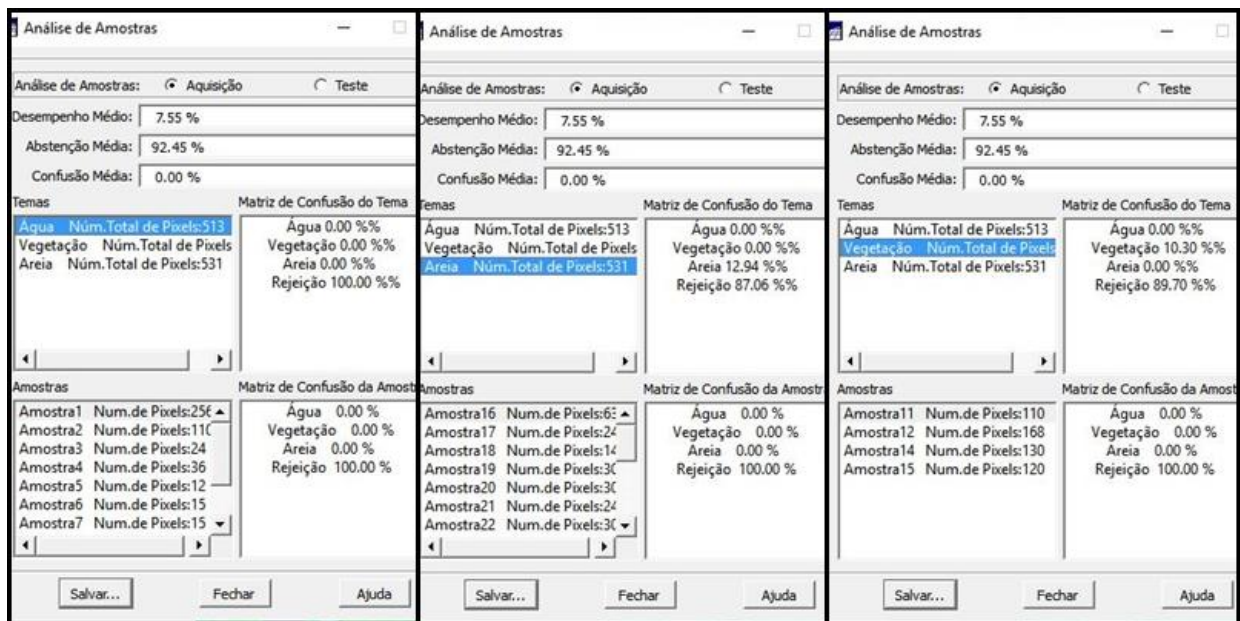 Análise de Amostras
Análise de Amostras: Aquisição Teste
Desempenho Médio: 7.55 %
Abstenção Média: 92.45 %
Confusão Média: 0.00 %
Temas
Água Núm.Total de Pixels:513
Vegetação Núm.Total de Pixels
Areia Núm.Total de Pixels:531
Matriz de Confusão do Tema
Água 0.00 %%
Vegetação 0.00 %%
Areia 0.00 %%
Rejeição 100.00 %%
Amostras
Amostra1 Num.de Pixels:256
Amostra2 Num.de Pixels:110
Amostra3 Num.de Pixels:24
Amostra4 Num.de Pixels:36
Amostra5 Num.de Pixels:12
Amostra6 Num.de Pixels:15
Amostra7 Num.de Pixels:15
Matriz de Confusão da Amost
Água 0.00 %
Vegetação 0.00 %
Areia 0.00 %
Rejeição 100.00 %
Salvar... Fechar Ajuda
Análise de Amostras
Análise de Amostras: Aquisição Teste
Desempenho Médio: 7.55 %
Abstenção Média: 92.45 %
Confusão Média: 0.00 %
Temas
Água Núm.Total de Pixels:513
Vegetação Núm.Total de Pixels
Areia Núm.Total de Pixels:531
Matriz de Confusão do Tema
Água 0.00 %%
Vegetação 0.00 %%
Areia 12.94 %%
Rejeição 87.06 %%
Amostras
Amostra16 Num.de Pixels:63
Amostra17 Num.de Pixels:24
Amostra18 Num.de Pixels:14
Amostra19 Num.de Pixels:30
Amostra20 Num.de Pixels:30
Amostra21 Num.de Pixels:24
Amostra22 Num.de Pixels:30
Matriz de Confusão da Amostr
Água 0.00 %
Vegetação 0.00 %
Areia 0.00 %
Rejeição 100.00 %
Salvar... Fechar Ajuda
Análise de Amostras
Análise de Amostras: Aquisição Teste
Desempenho Médio: 7.55 %
Abstenção Média: 92.45 %
Confusão Média: 0.00 %
Temas
Água Núm.Total de Pixels:513
Vegetação Núm.Total de Pixels
Areia Núm.Total de Pixels:531
Matriz de Confusão do Tema
Água 0.00 %%
Vegetação 10.30 %%
Areia 0.00 %%
Rejeição 89.70 %%
Amostras
Amostra11 Num.de Pixels:110
Amostra12 Num.de Pixels:168
Amostra14 Num.de Pixels:130
Amostra15 Num.de Pixels:120
Matriz de Confusão da Amost
Água 0.00 %
Vegetação 0.00 %
Areia 0.00 %
Rejeição 100.00 %
Salvar... Fechar Ajuda